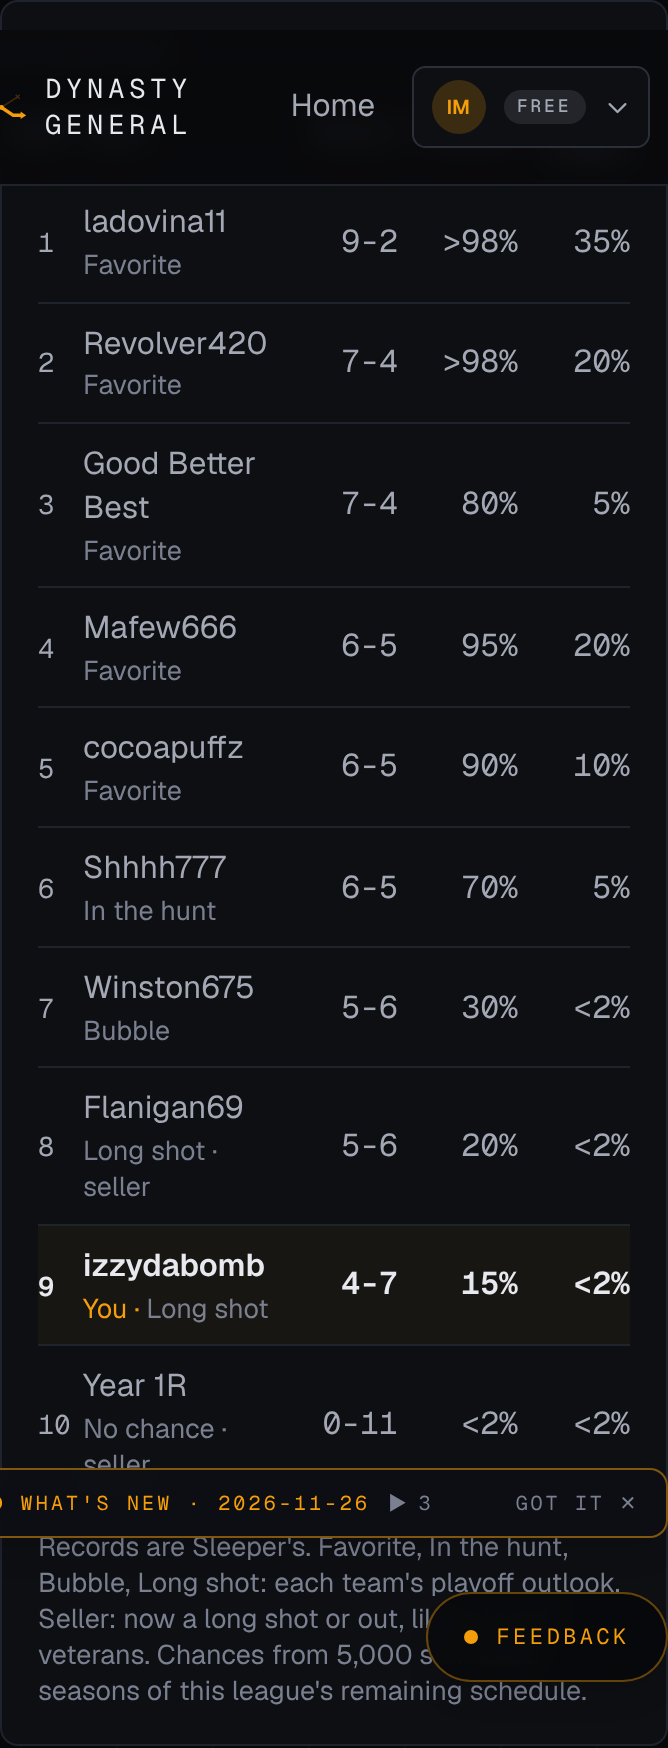 DYNASTY
GENERAL
Home
IM
FREE
1 ladovina11 9-2 >98% 35%
Favorite
2 Revolver420 7-4 >98% 20%
Favorite
3 Good Better Best 7-4 80% 5%
Favorite
4 Mafew666 6-5 95% 20%
Favorite
5 cocoapuffz 6-5 90% 10%
Favorite
6 Shhhh777 6-5 70% 5%
In the hunt
7 Winston675 5-6 30% <2%
Bubble
8 Flanigan69 5-6 20% <2%
Long shot ·
seller
9 izzydabomb 4-7 15% <2%
You · Long shot
10 Year 1R 0-11 <2% <2%
No chance ·
seller
WHAT'S NEW · 2026-11-26 ▶ 3 GOT IT ×
Records are Sleeper's. Favorite, In the hunt,
Bubble, Long shot: each team's playoff outlook.
Seller: now a long shot or out,
veterans. Chances from 5,000
FEEDBACK
seasons of this league's remaining schedule.